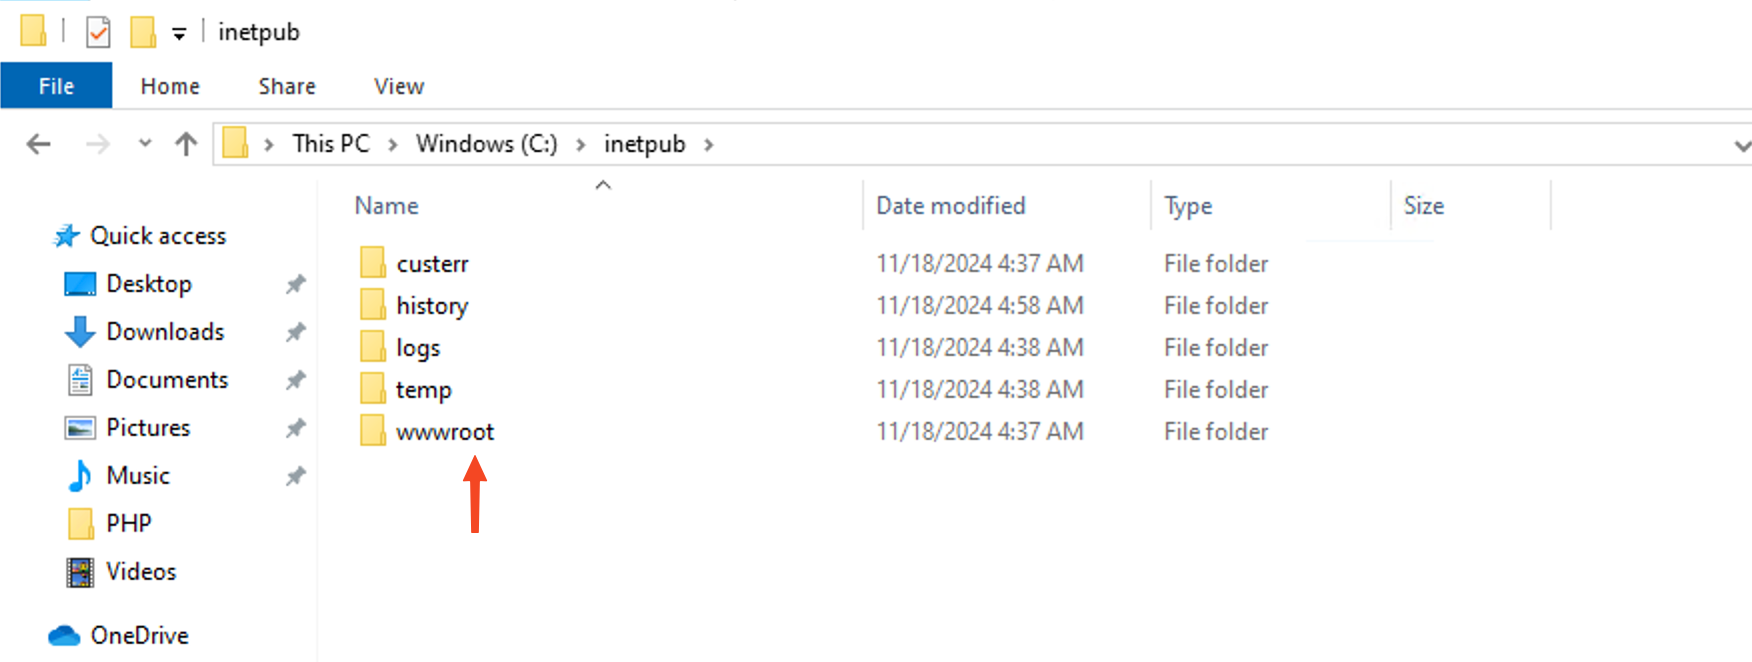 inetpub
File Home Share View
This PC Windows (C:) inetpub
Name Date modified Type Size
Quick access
Desktop
Downloads
Documents
Pictures
Music
PHP
Videos
OneDrive
custerr 11/18/2024 4:37 AM File folder
history 11/18/2024 4:58 AM File folder
logs 11/18/2024 4:38 AM File folder
temp 11/18/2024 4:38 AM File folder
wwwroot 11/18/2024 4:37 AM File folder